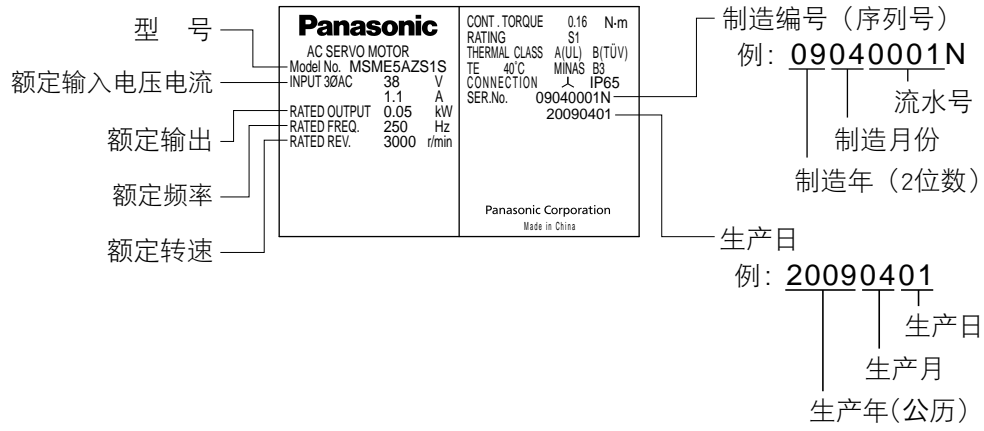 型 号
额定输入电压电流
额定输出
额定频率
额定转速
Panasonic
AC SERVO MOTOR
Model No. MSME5AZS1S
INPUT 3ØAC 38 V
1.1 A
RATED OUTPUT 0.05 kW
RATED FREQ. 250 Hz
RATED REV. 3000 r/min
CONT . TORQUE 0.16 N·m
RATING S1
THERMAL CLASS A(UL) B(TÜV)
TE 40°C MINAS B3
CONNECTION 人 IP65
SER.No. 09040001N
20090401
Panasonic Corporation
Made in China
制造编号（序列号）
例: 09040001N
流水号
制造月份
制造年（2位数）
生产日
例: 20090401
生产日
生产月
生产年(公历)